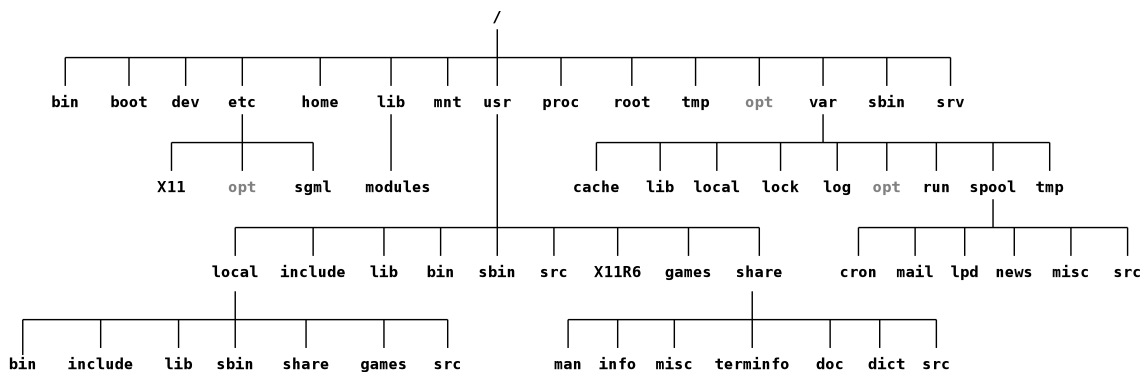 /
bin boot dev etc home lib mnt usr proc root tmp opt var sbin srv
X11 opt sgml modules cache lib local lock log opt run spool tmp
local include lib bin sbin src X11R6 games share cron mail lpd news misc src
bin include lib sbin share games src man info misc terminfo doc dict src